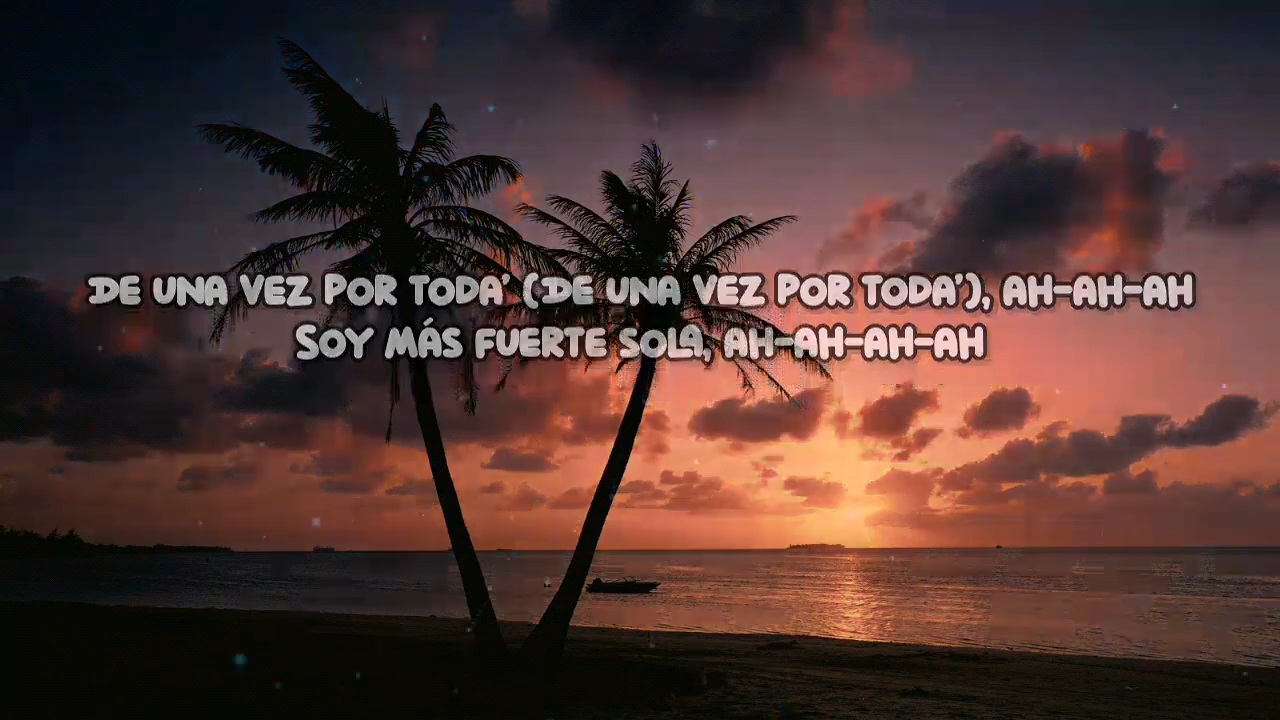 DE UNA VEZ POR TODA' (DE UNA VEZ POR TODA'), AH-AH-AH
SOY MÁS FUERTE SOLA, AH-AH-AH-AH